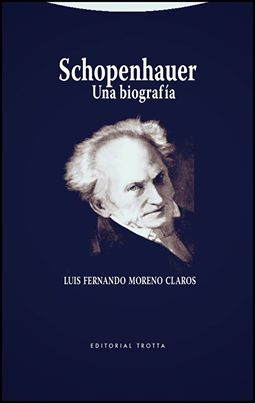 Schopenhauer
Una biografía
LUIS FERNANDO MORENO CLAROS
EDITORIAL TROTTA